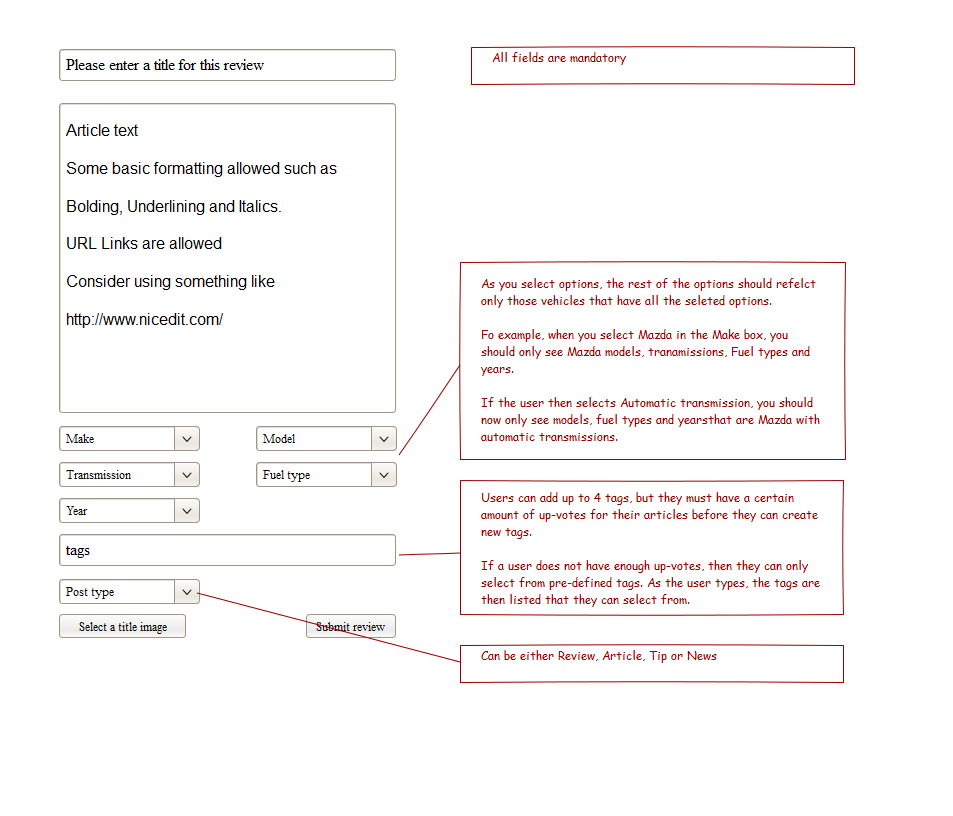 Please enter a title for this review
All fields are mandatory
Article text
Some basic formatting allowed such as
Bolding, Underlining and Italics.
URL Links are allowed
Consider using something like
http://www.nicedit.com/
As you select options, the rest of the options should refelct
only those vehicles that have all the seleted options.
Fo example, when you select Mazda in the Make box, you
should only see Mazda models, tranamissions, Fuel types and
years.
If the user then selects Automatic transmission, you should
now only see models, fuel types and yearsthat are Mazda with
automatic transmissions.
Make
Model
Transmission
Fuel type
Year
Users can add up to 4 tags, but they must have a certain
amount of up-votes for their articles before they can create
new tags.
If a user does not have enough up-votes, then they can only
select from pre-defined tags. As the user types, the tags are
then listed that they can select from.
tags
Post type
Select a title image
Submit review
Can be either Review, Article, Tip or News